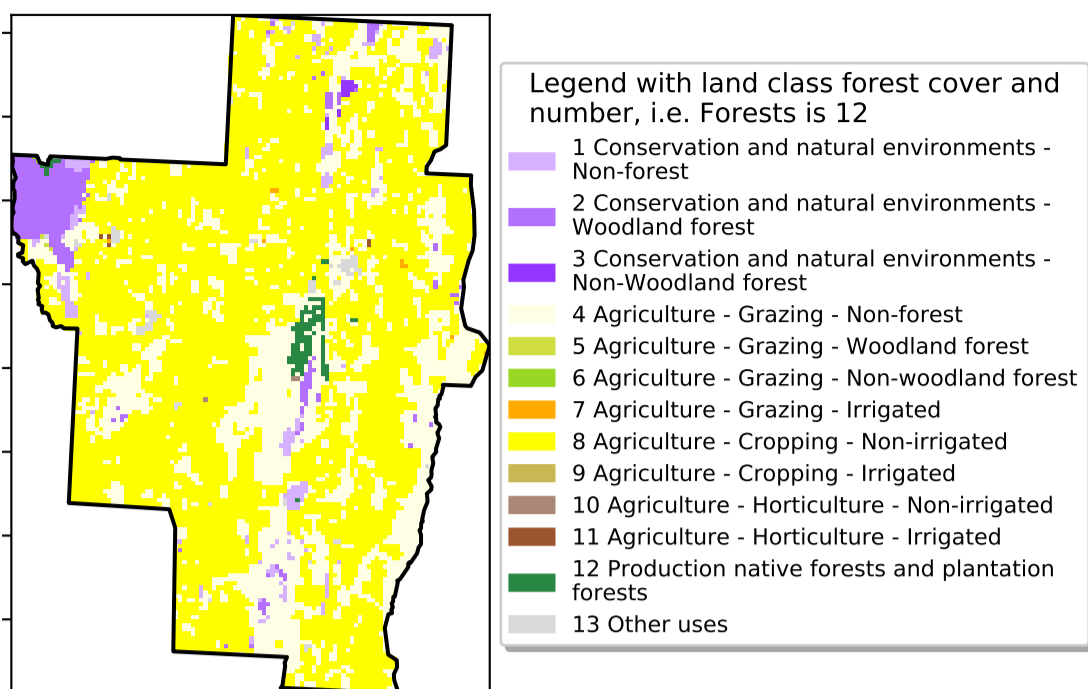 Legend with land class forest cover and
number, i.e. Forests is 12
1 Conservation and natural environments -
Non-forest
2 Conservation and natural environments -
Woodland forest
3 Conservation and natural environments -
Non-Woodland forest
4 Agriculture - Grazing - Non-forest
5 Agriculture - Grazing - Woodland forest
6 Agriculture - Grazing - Non-woodland forest
7 Agriculture - Grazing - Irrigated
8 Agriculture - Cropping - Non-irrigated
9 Agriculture - Cropping - Irrigated
10 Agriculture - Horticulture - Non-irrigated
11 Agriculture - Horticulture - Irrigated
12 Production native forests and plantation
forests
13 Other uses